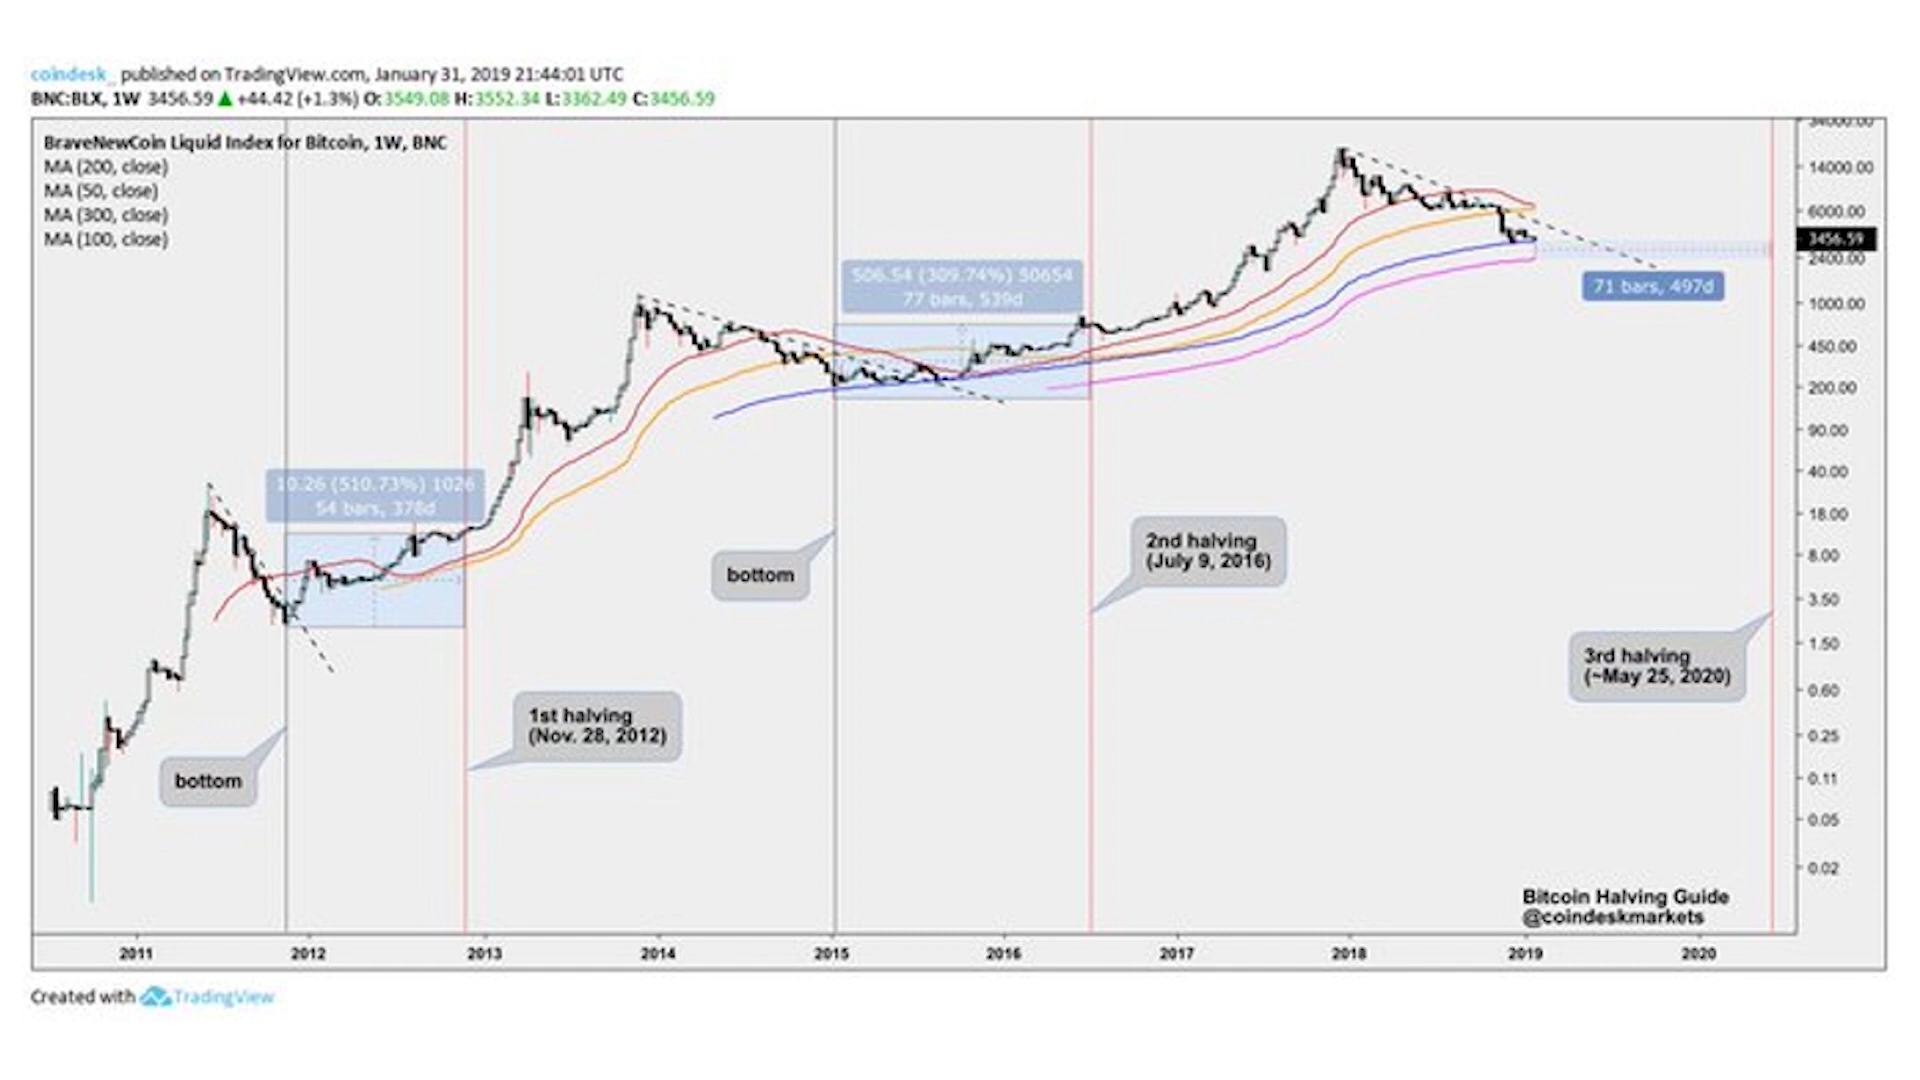 coindesk_ published on TradingView.com, January 31, 2019 21:44:01 UTC
BNC:BLX, 1W 3456.59 ▲ +44.42 (+1.3%) O:3549.08 H:3552.34 L:3362.49 C:3456.59
BraveNewCoin Liquid Index for Bitcoin, 1W, BNC
MA (200, close)
MA (50, close)
MA (300, close)
MA (100, close)
34000.00
14000.00
6000.00
3456.59
2400.00
1000.00
450.00
200.00
90.00
40.00
18.00
8.00
3.50
1.50
0.60
0.25
0.11
0.05
0.02
506.54 (309.74%) 50654
77 bars, 539d
71 bars, 497d
10.26 (510.73%) 1026
54 bars, 378d
2nd halving
(July 9, 2016)
bottom
3rd halving
(~May 25, 2020)
1st halving
(Nov. 28, 2012)
bottom
Bitcoin Halving Guide
@coindeskmarkets
2011 2012 2013 2014 2015 2016 2017 2018 2019 2020
Created with TradingView